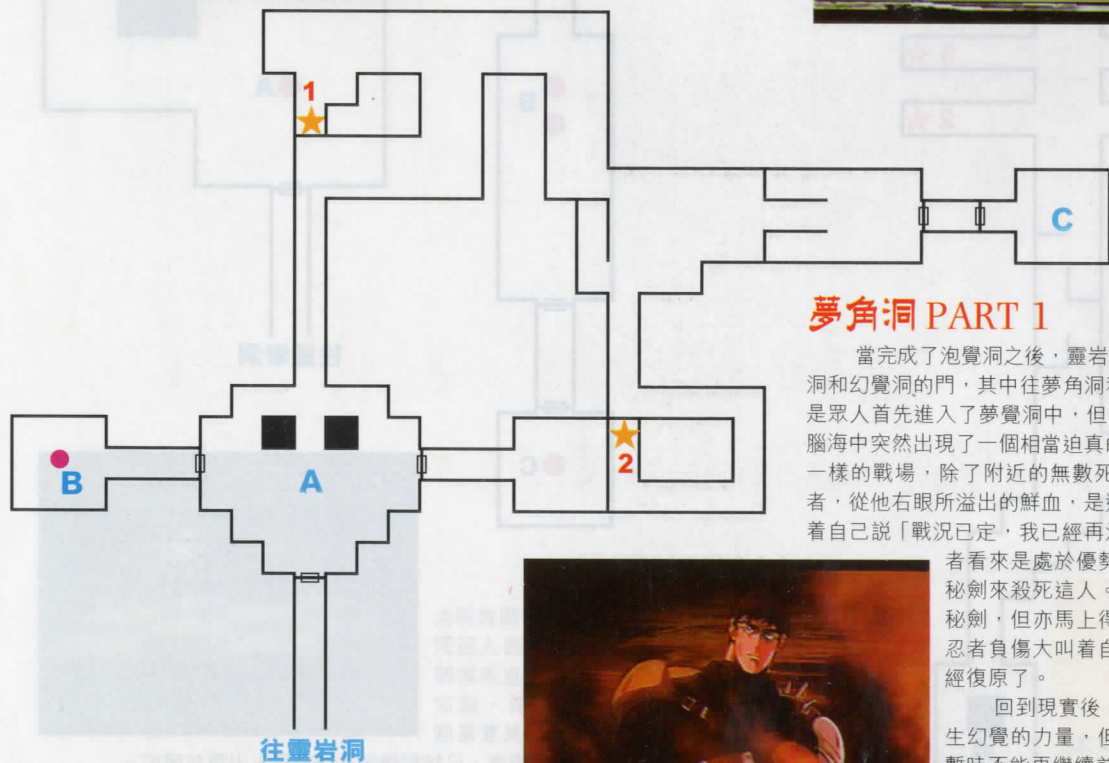 1
C
夢角洞 PART 1
當完成了泡覺洞之後，靈岩
洞和幻覺洞的門，其中往夢角洞
是眾人首先進入了夢覺洞中，但
腦海中突然出現了一個相當迫真
一樣的戰場，除了附近的無數死
者，從他右眼所溢出的鮮血，是
着自己説「戰況已定，我已經再
者看來是處於優勢
秘劍來殺死這人。
秘劍，但亦馬上得
忍者負傷大叫着自
經復原了。
回到現實後
生幻覺的力量，但
2
B
A
往靈岩洞